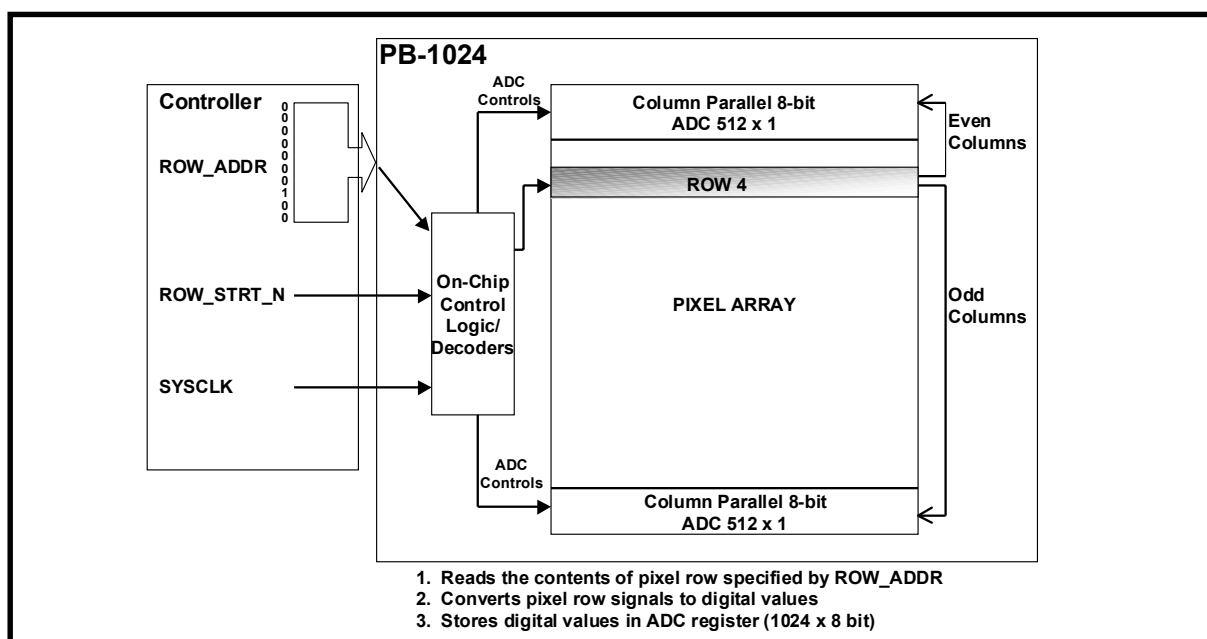 PB-1024
Controller
ROW_ADDR
0
0
0
0
0
0
0
1
0
0
ROW_STRT_N
SYSCLK
ADC
Controls
On-Chip
Control
Logic/
Decoders
ADC
Controls
Column Parallel 8-bit
ADC 512 x 1
ROW 4
PIXEL ARRAY
Column Parallel 8-bit
ADC 512 x 1
Even
Columns
Odd
Columns
1. Reads the contents of pixel row specified by ROW_ADDR
2. Converts pixel row signals to digital values
3. Stores digital values in ADC register (1024 x 8 bit)